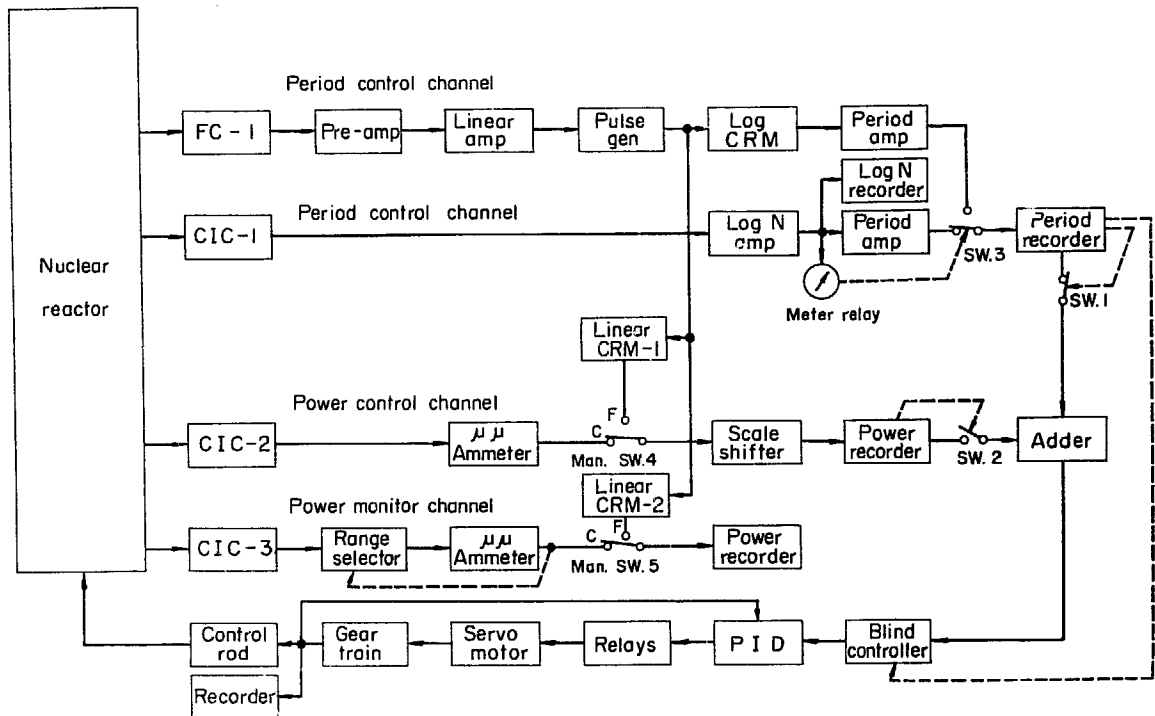 Period control channel
FC-1
Pre-amp
Linear
amp
Pulse
gen
Log
CRM
Period
amp
Log N
recorder
Period control channel
CIC-1
Log N
amp
Period
amp
SW.3
Period
recorder
Nuclear
reactor
Meter relay
SW.1
Linear
CRM-1
Power control channel
F
C
CIC-2
μμ
Ammeter
Man. SW.4
Scale
shifter
Power
recorder
SW. 2
Adder
Linear
CRM-2
Power monitor channel
F
C
CIC-3
Range
selector
μμ
Ammeter
Man. SW.5
Power
recorder
Control
rod
Gear
train
Servo
motor
Relays
PID
Blind
controller
Recorder